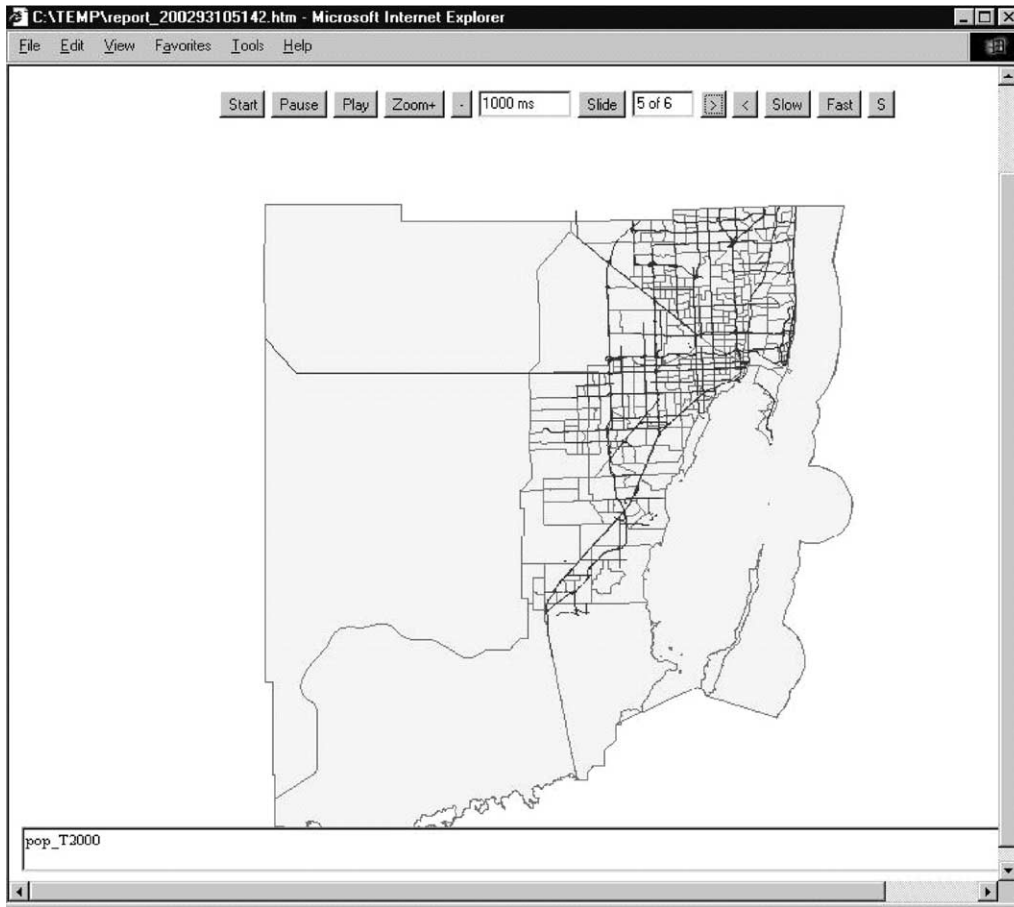 C:\TEMP\report_200293105142.htm - Microsoft Internet Explorer
File Edit View Favorites Tools Help
Start Pause Play Zoom+ - 1000 ms Slide 5 of 6 > < Slow Fast S
pop_T2000